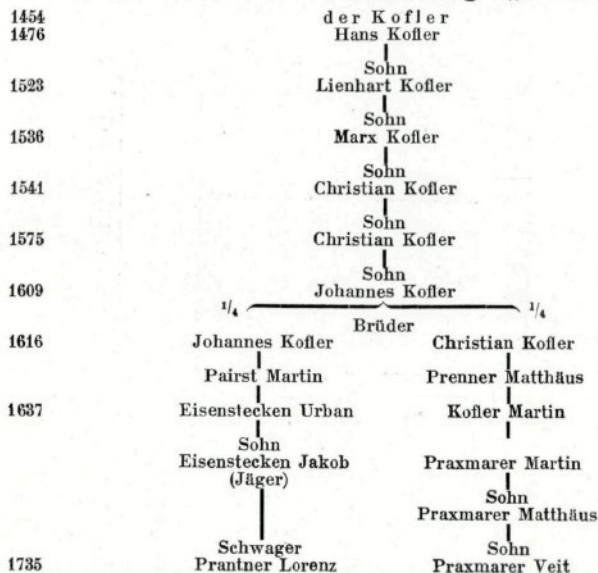 1454 der Kofler
1476 Hans Kofler
Sohn
1523 Lienhart Kofler
Sohn
1536 Marx Kofler
Sohn
1541 Christian Kofler
Sohn
1575 Christian Kofler
Sohn
1609 Johannes Kofler
1/4 1/4
Brüder
1616 Johannes Kofler Christian Kofler
Pairst Martin Prenner Matthäus
1637 Eisenstecken Urban Kofler Martin
Sohn
Eisenstecken Jakob Praxmarer Martin
(Jäger)
Sohn
Praxmarer Matthäus
Schwager Sohn
1735 Prantner Lorenz Praxmarer Veit